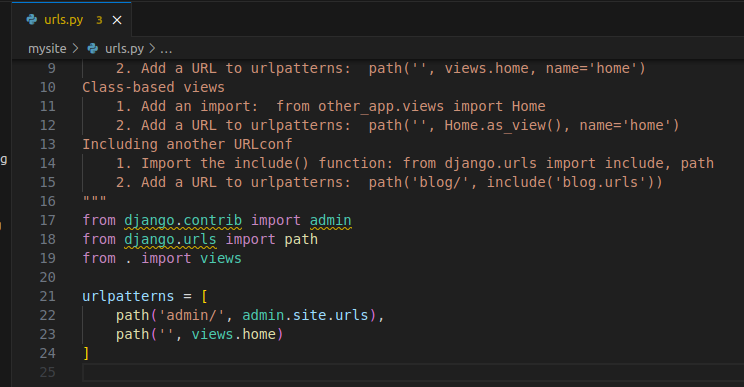 urls.py 3 ×
mysite > urls.py > ...
9 2. Add a URL to urlpatterns:  path('', views.home, name='home')
10 Class-based views
11 1. Add an import:  from other_app.views import Home
12 2. Add a URL to urlpatterns:  path('', Home.as_view(), name='home')
13 Including another URLconf
14 1. Import the include() function: from django.urls import include, path
15 2. Add a URL to urlpatterns:  path('blog/', include('blog.urls'))
16 """
17 from django.contrib import admin
18 from django.urls import path
19 from . import views
20
21 urlpatterns = [
22 path('admin/', admin.site.urls),
23 path('', views.home)
24 ]
25